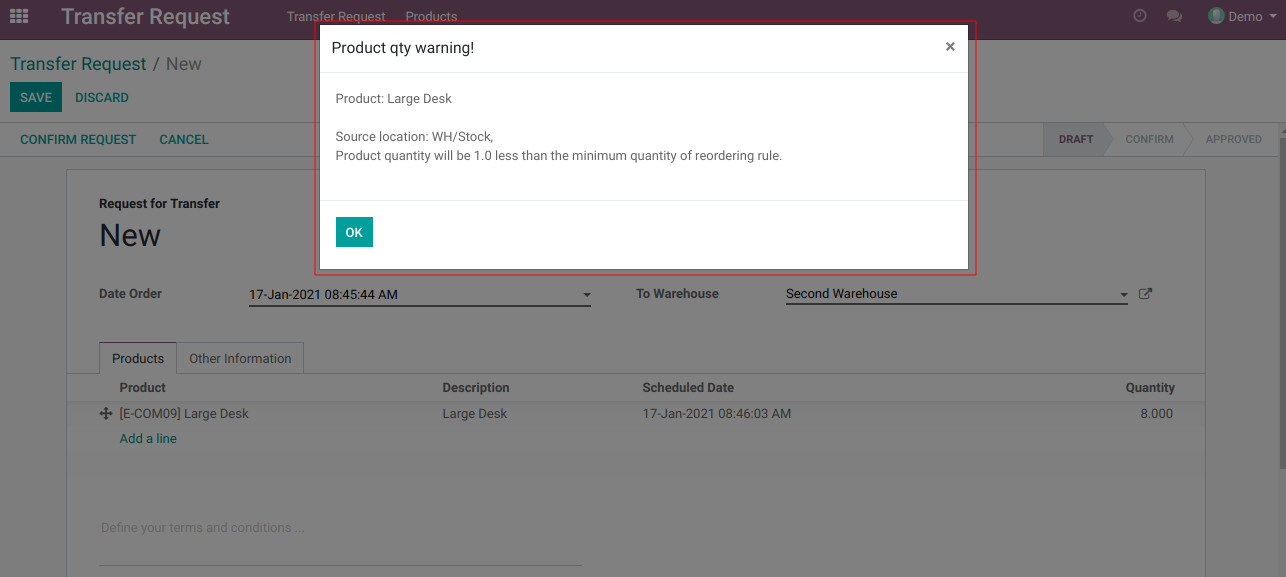 Transfer Request Transfer Request Products Demo
Product qty warning! ×
Transfer Request / New
SAVE DISCARD
Product: Large Desk
Source location: WH/Stock,
Product quantity will be 1.0 less than the minimum quantity of reordering rule.
CONFIRM REQUEST CANCEL DRAFT CONFIRM APPROVED
OK
Request for Transfer
New
Date Order 17-Jan-2021 08:45:44 AM To Warehouse Second Warehouse
Products Other Information
Product Description Scheduled Date Quantity
[E-COM09] Large Desk Large Desk 17-Jan-2021 08:46:03 AM 8.000
Add a line
Define your terms and conditions ...